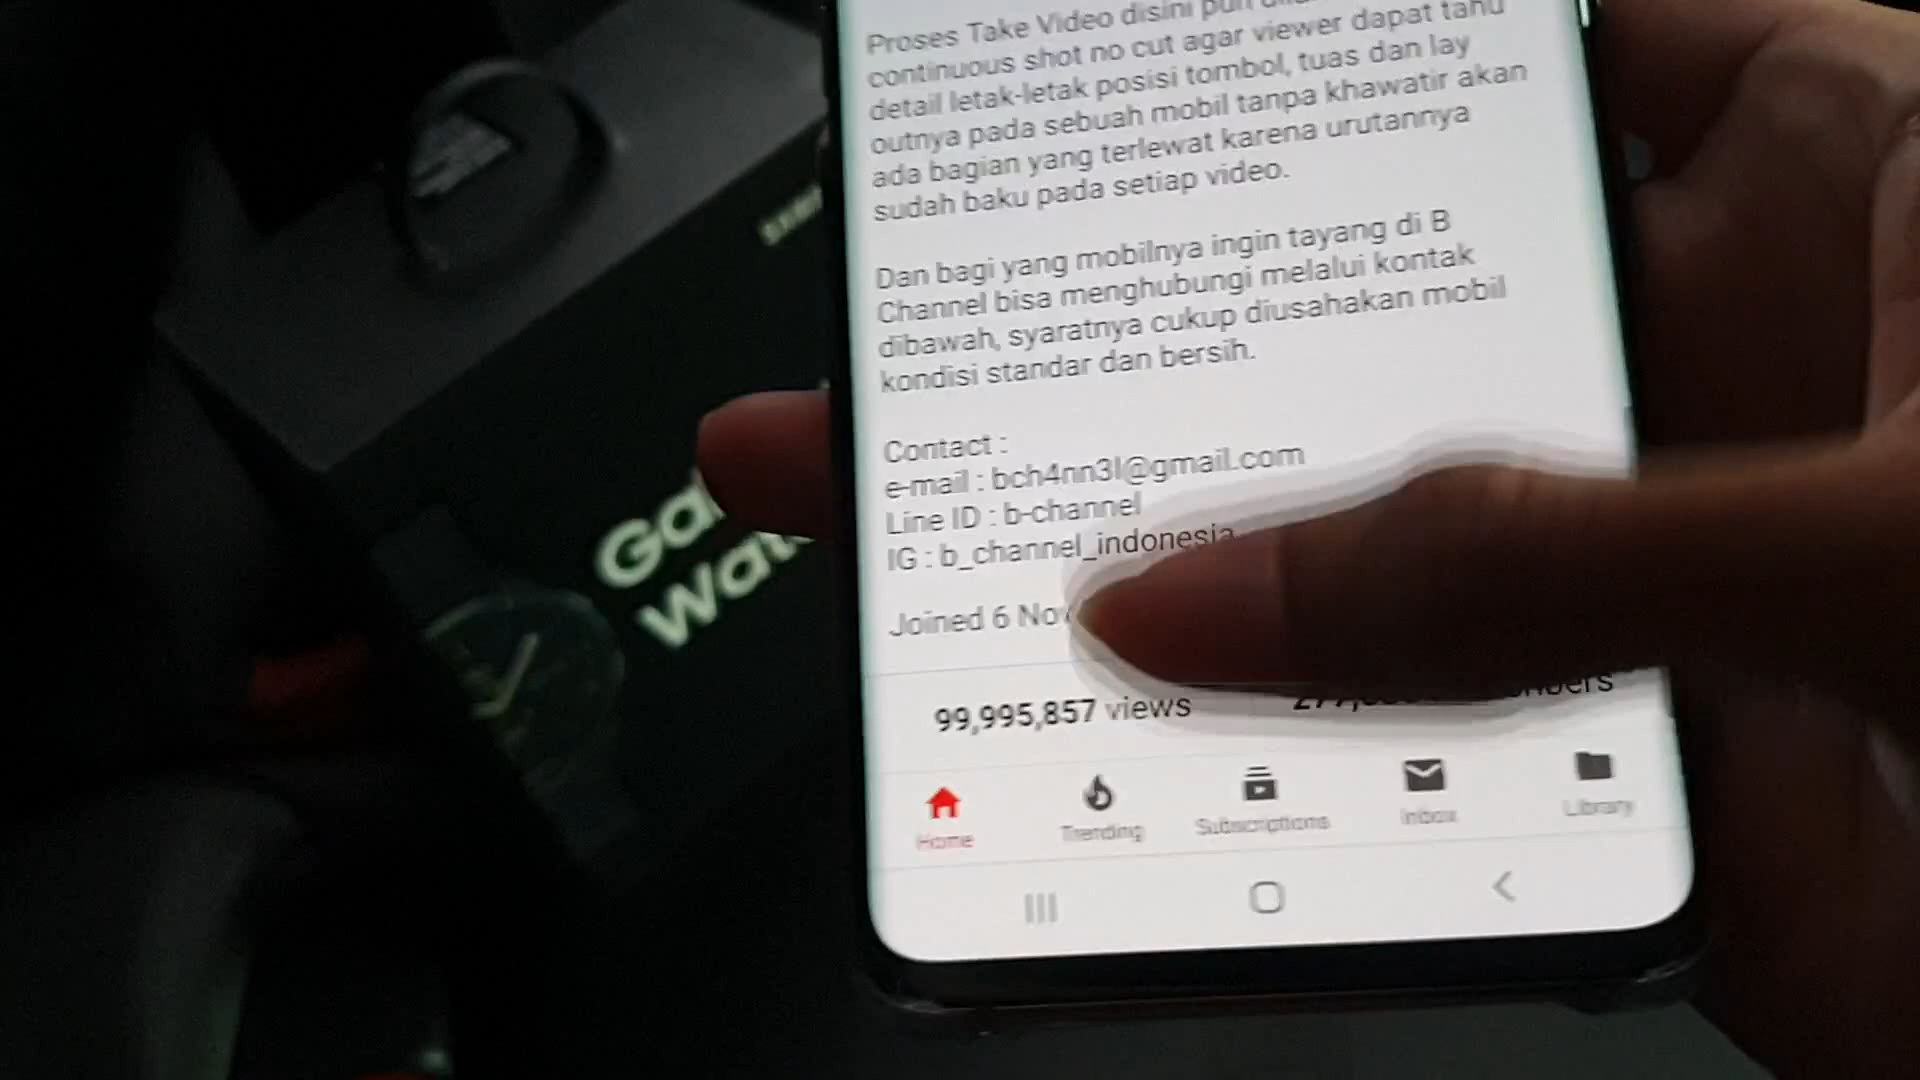 Proses Take Video disini pun
continuous shot no cut agar viewer dapat tahu
detail letak-letak posisi tombol, tuas dan lay
outnya pada sebuah mobil tanpa khawatir akan
ada bagian yang terlewat karena urutannya
sudah baku pada setiap video.
Dan bagi yang mobilnya ingin tayang di B
Channel bisa menghubungi melalui kontak
dibawah, syaratnya cukup diusahakan mobil
kondisi standar dan bersih.
Contact :
e-mail : bch4nn3l@gmail.com
Line ID : b-channel
IG : b_channel_indonesia
Joined 6 Nov
99,995,857 views
Home Trending Subscriptions Inbox Library